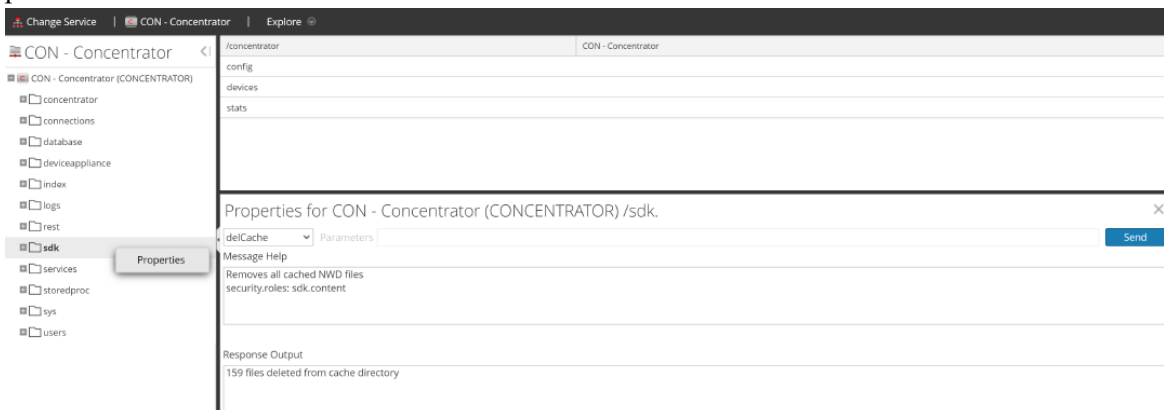 Change Service | CON - Concentrator | Explore
CON - Concentrator
CON - Concentrator (CONCENTRATOR)
concentrator
connections
database
deviceappliance
index
logs
rest
sdk
services
storedproc
sys
users
Properties
/concentrator CON - Concentrator
config
devices
stats
Properties for CON - Concentrator (CONCENTRATOR) /sdk.
delCache Parameters Send
Message Help
Removes all cached NWD files
security.roles: sdk.content
Response Output
159 files deleted from cache directory